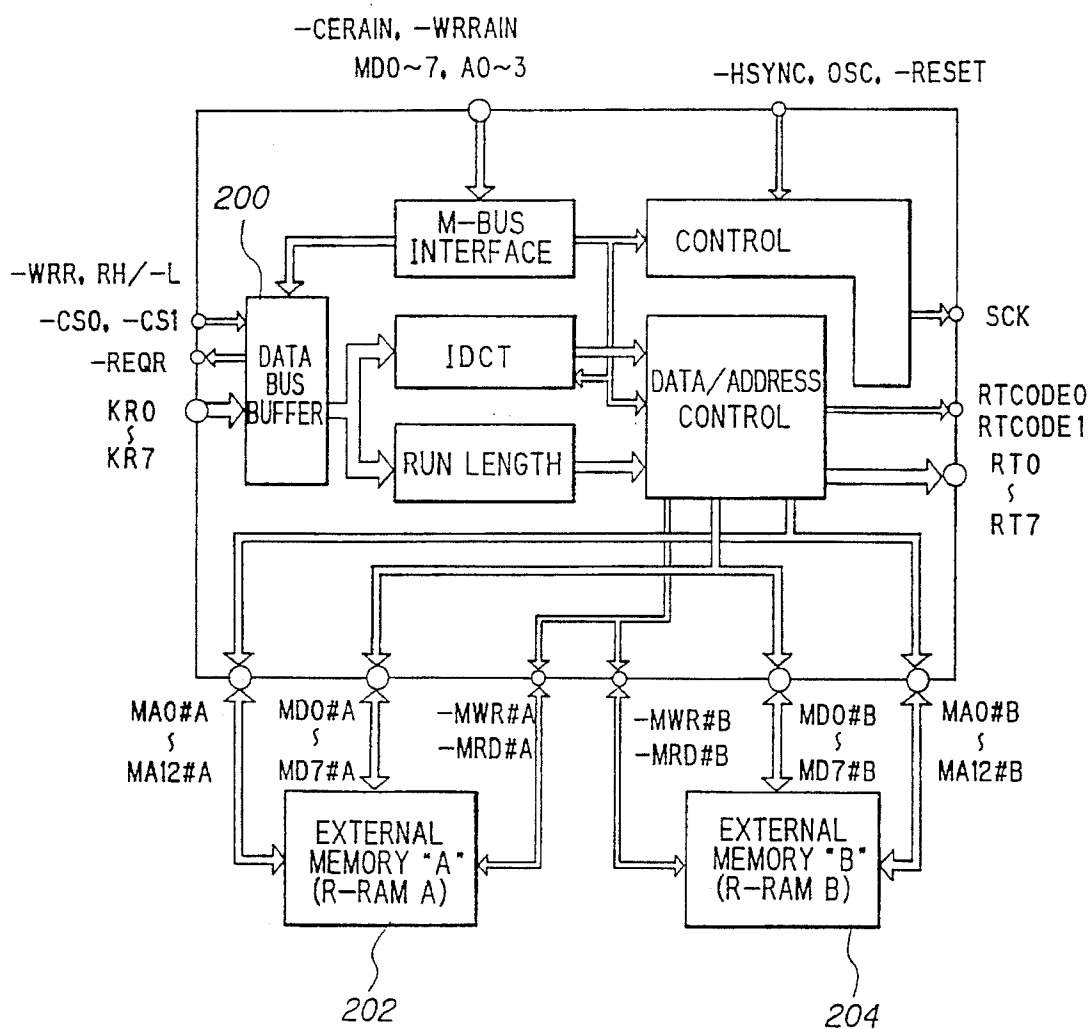 -CERAIN, -WRRAIN
MD0~7, A0~3
-HSYNC, OSC, -RESET
200
M-BUS
INTERFACE
CONTROL
-WRR, RH/-L
-CS0, -CS1
-REQR
KR0
~
KR7
DATA
BUS
BUFFER
IDCT
RUN LENGTH
DATA/ADDRESS
CONTROL
SCK
RTCODE0
RTCODE1
RT0
~
RT7
MA0#A
~
MA12#A
MD0#A
~
MD7#A
-MWR#A
-MRD#A
-MWR#B
-MRD#B
MD0#B
~
MD7#B
MA0#B
~
MA12#B
EXTERNAL
MEMORY "A"
(R-RAM A)
EXTERNAL
MEMORY "B"
(R-RAM B)
202
204